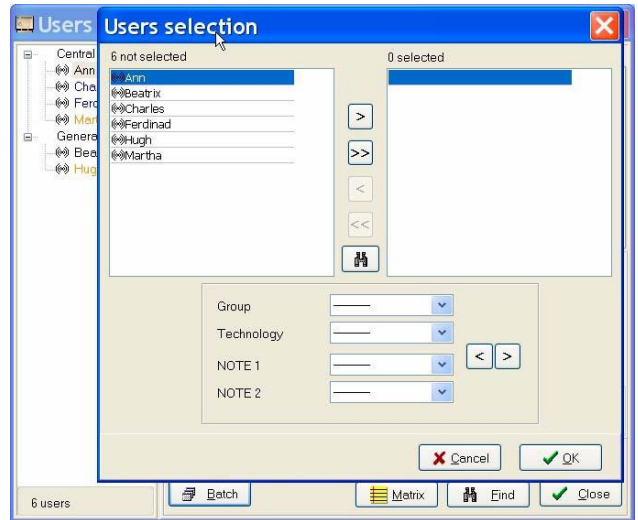 Users
Users selection
Central
Ann
Cha
Ferd
Mart
Genera
Bea
Hug
6 users
6 not selected
0 selected
Ann
Beatrix
Charles
Ferdinad
Hugh
Martha
>
>>
<
<<
Group
Technology
NOTE 1
NOTE 2
< >
Cancel OK
Batch Matrix Find Close